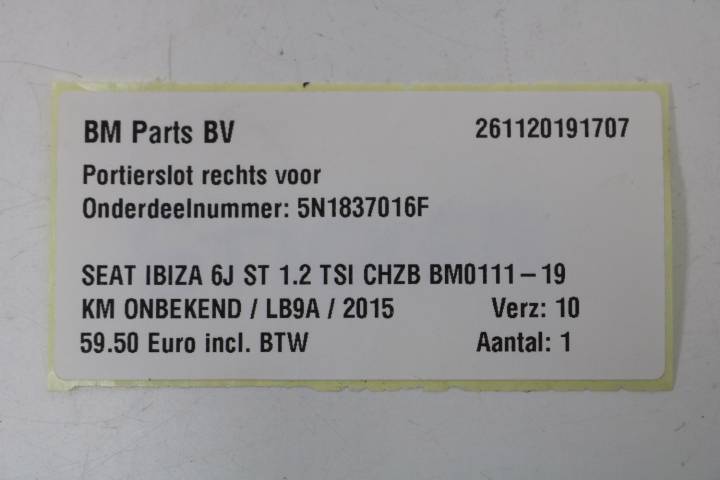 BM Parts BV 261120191707
Portierslot rechts voor
Onderdeelnummer: 5N1837016F
SEAT IBIZA 6J ST 1.2 TSI CHZB BM0111-19
KM ONBEKEND / LB9A / 2015 Verz: 10
59.50 Euro incl. BTW Aantal: 1